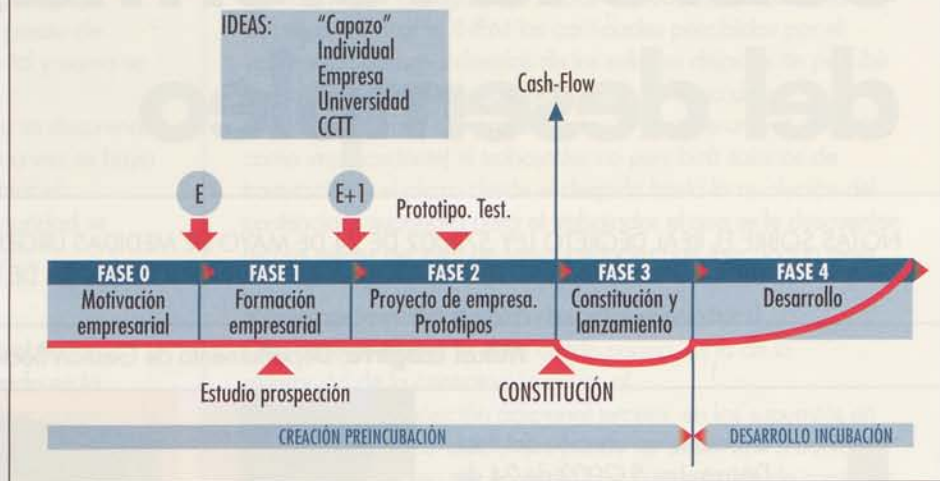 IDEAS: "Capazo"
Individual
Empresa
Universidad
CCTT
Cash-Flow
E
E+1
Prototipo. Test.
FASE 0
Motivación
empresarial
FASE 1
Formación
empresarial
FASE 2
Proyecto de empresa.
Prototipos
FASE 3
Constitución y
lanzamiento
FASE 4
Desarrollo
Estudio prospección
CONSTITUCIÓN
CREACIÓN PREINCUBACIÓN
DESARROLLO INCUBACIÓN